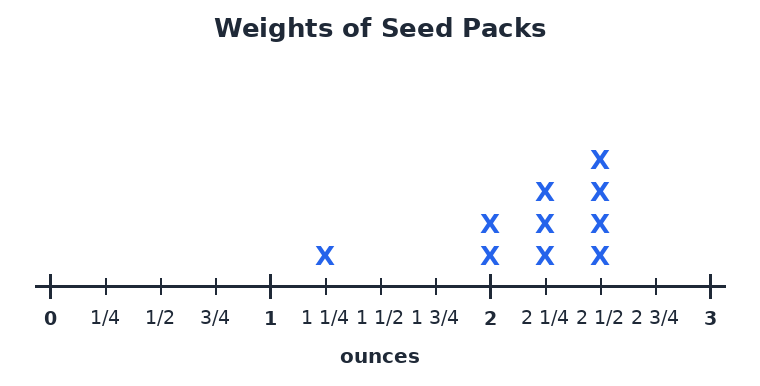 Weights of Seed Packs
X
X X
X X X
X X X X
0 1/4 1/2 3/4 1 1 1/4 1 1/2 1 3/4 2 2 1/4 2 1/2 2 3/4 3
ounces